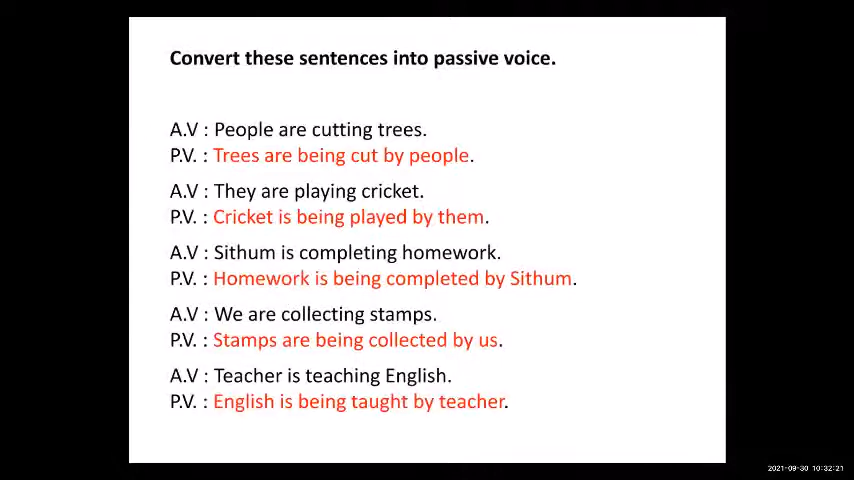 Convert these sentences into passive voice.
A.V : People are cutting trees.
P.V. : Trees are being cut by people.
A.V : They are playing cricket.
P.V. : Cricket is being played by them.
A.V : Sithum is completing homework.
P.V. : Homework is being completed by Sithum.
A.V : We are collecting stamps.
P.V. : Stamps are being collected by us.
A.V : Teacher is teaching English.
P.V. : English is being taught by teacher.
2021-09-30 10:32:21